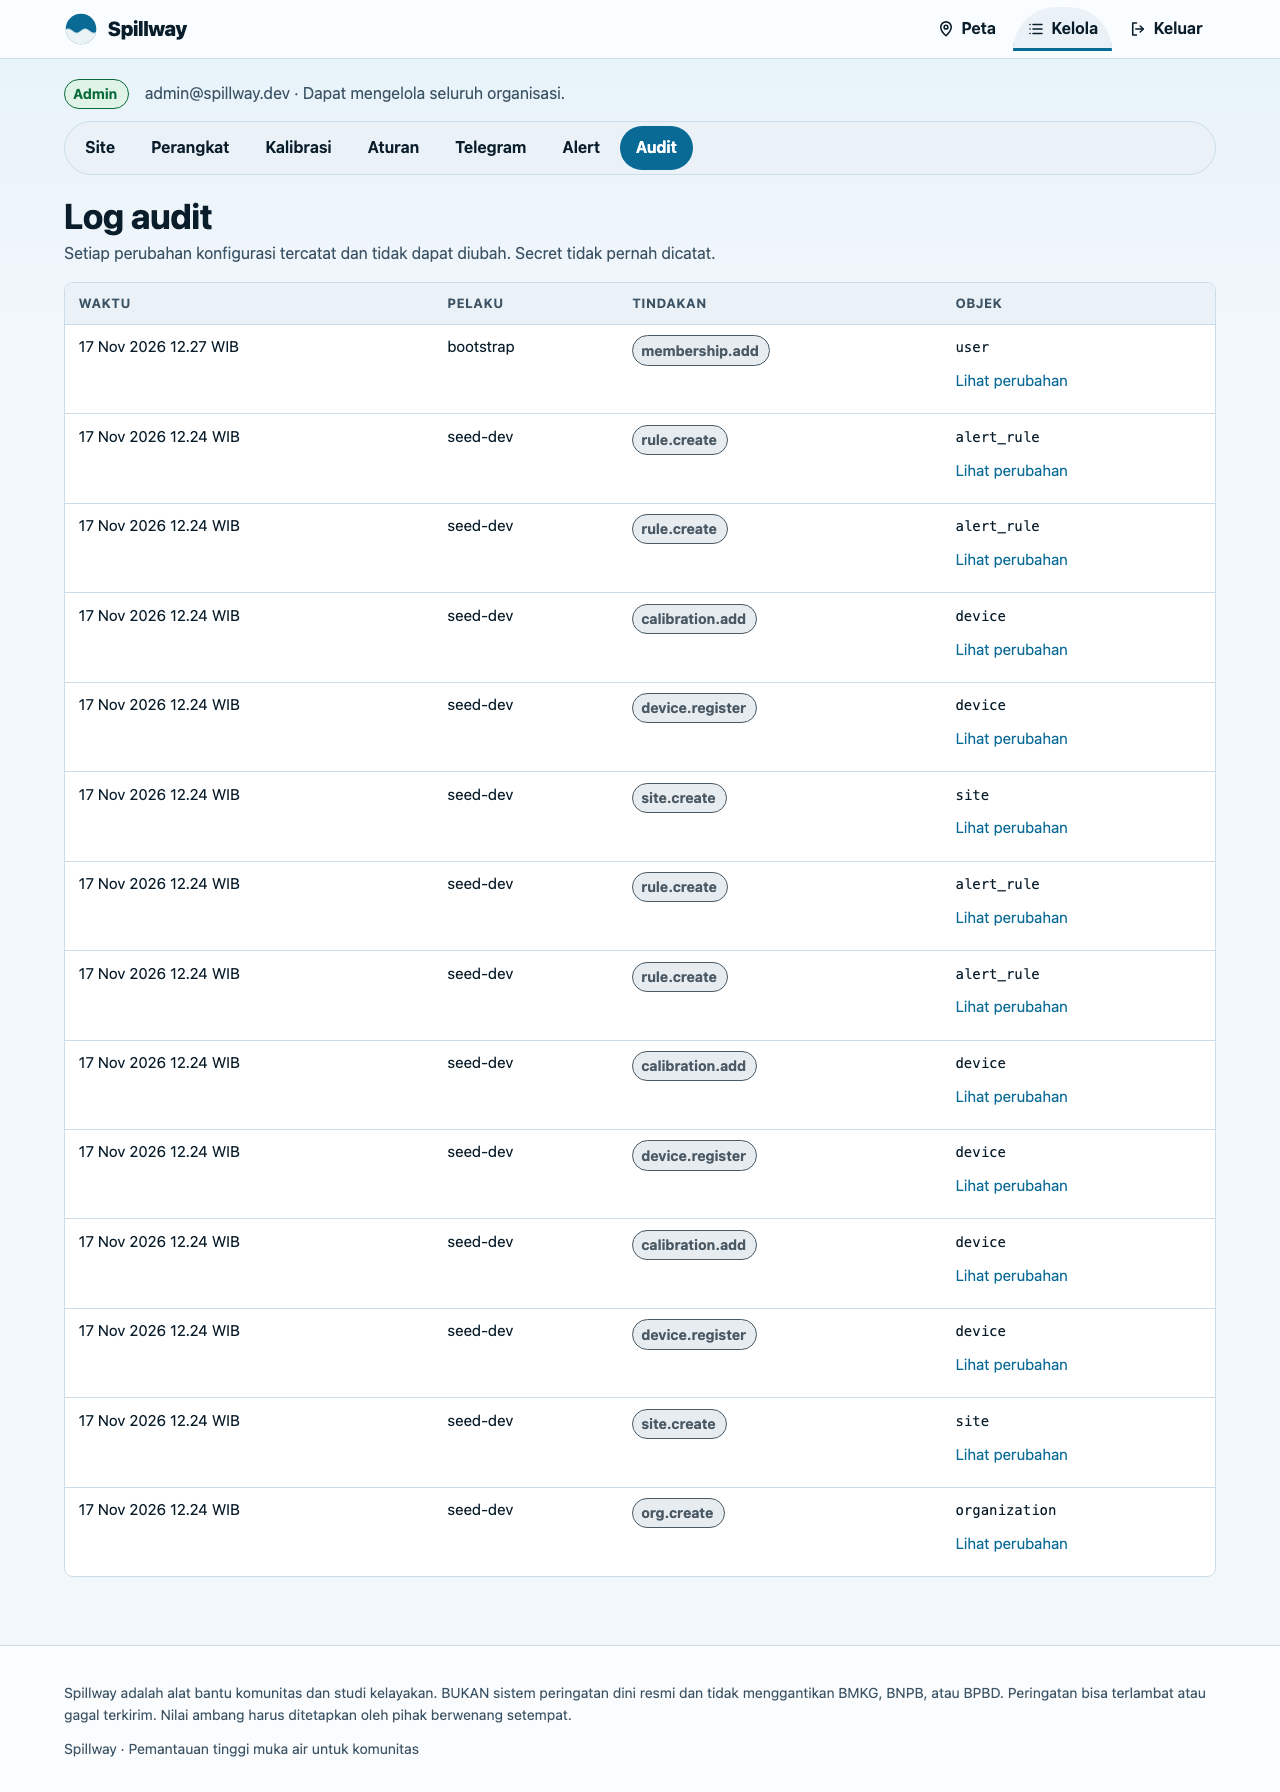 Spillway
Peta
Kelola
Keluar
Admin
admin@spillway.dev · Dapat mengelola seluruh organisasi.
Site
Perangkat
Kalibrasi
Aturan
Telegram
Alert
Audit
Log audit
Setiap perubahan konfigurasi tercatat dan tidak dapat diubah. Secret tidak pernah dicatat.
WAKTU PELAKU TINDAKAN OBJEK
17 Nov 2026 12.27 WIB bootstrap membership.add user
Lihat perubahan
17 Nov 2026 12.24 WIB seed-dev rule.create alert_rule
Lihat perubahan
17 Nov 2026 12.24 WIB seed-dev rule.create alert_rule
Lihat perubahan
17 Nov 2026 12.24 WIB seed-dev calibration.add device
Lihat perubahan
17 Nov 2026 12.24 WIB seed-dev device.register device
Lihat perubahan
17 Nov 2026 12.24 WIB seed-dev site.create site
Lihat perubahan
17 Nov 2026 12.24 WIB seed-dev rule.create alert_rule
Lihat perubahan
17 Nov 2026 12.24 WIB seed-dev rule.create alert_rule
Lihat perubahan
17 Nov 2026 12.24 WIB seed-dev calibration.add device
Lihat perubahan
17 Nov 2026 12.24 WIB seed-dev device.register device
Lihat perubahan
17 Nov 2026 12.24 WIB seed-dev calibration.add device
Lihat perubahan
17 Nov 2026 12.24 WIB seed-dev device.register device
Lihat perubahan
17 Nov 2026 12.24 WIB seed-dev site.create site
Lihat perubahan
17 Nov 2026 12.24 WIB seed-dev org.create organization
Lihat perubahan
Spillway adalah alat bantu komunitas dan studi kelayakan. BUKAN sistem peringatan dini resmi dan tidak menggantikan BMKG, BNPB, atau BPBD. Peringatan bisa terlambat atau
gagal terkirim. Nilai ambang harus ditetapkan oleh pihak berwenang setempat.
Spillway · Pemantauan tinggi muka air untuk komunitas